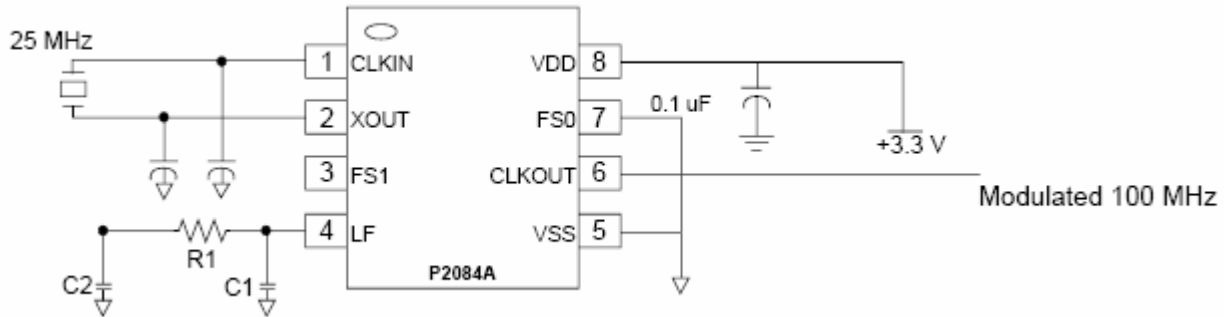 25 MHz
1 CLKIN
2 XOUT
3 FS1
4 LF
VDD 8
FS0 7
CLKOUT 6
VSS 5
P2084A
0.1 uF
+3.3 V
Modulated 100 MHz
R1
C2
C1